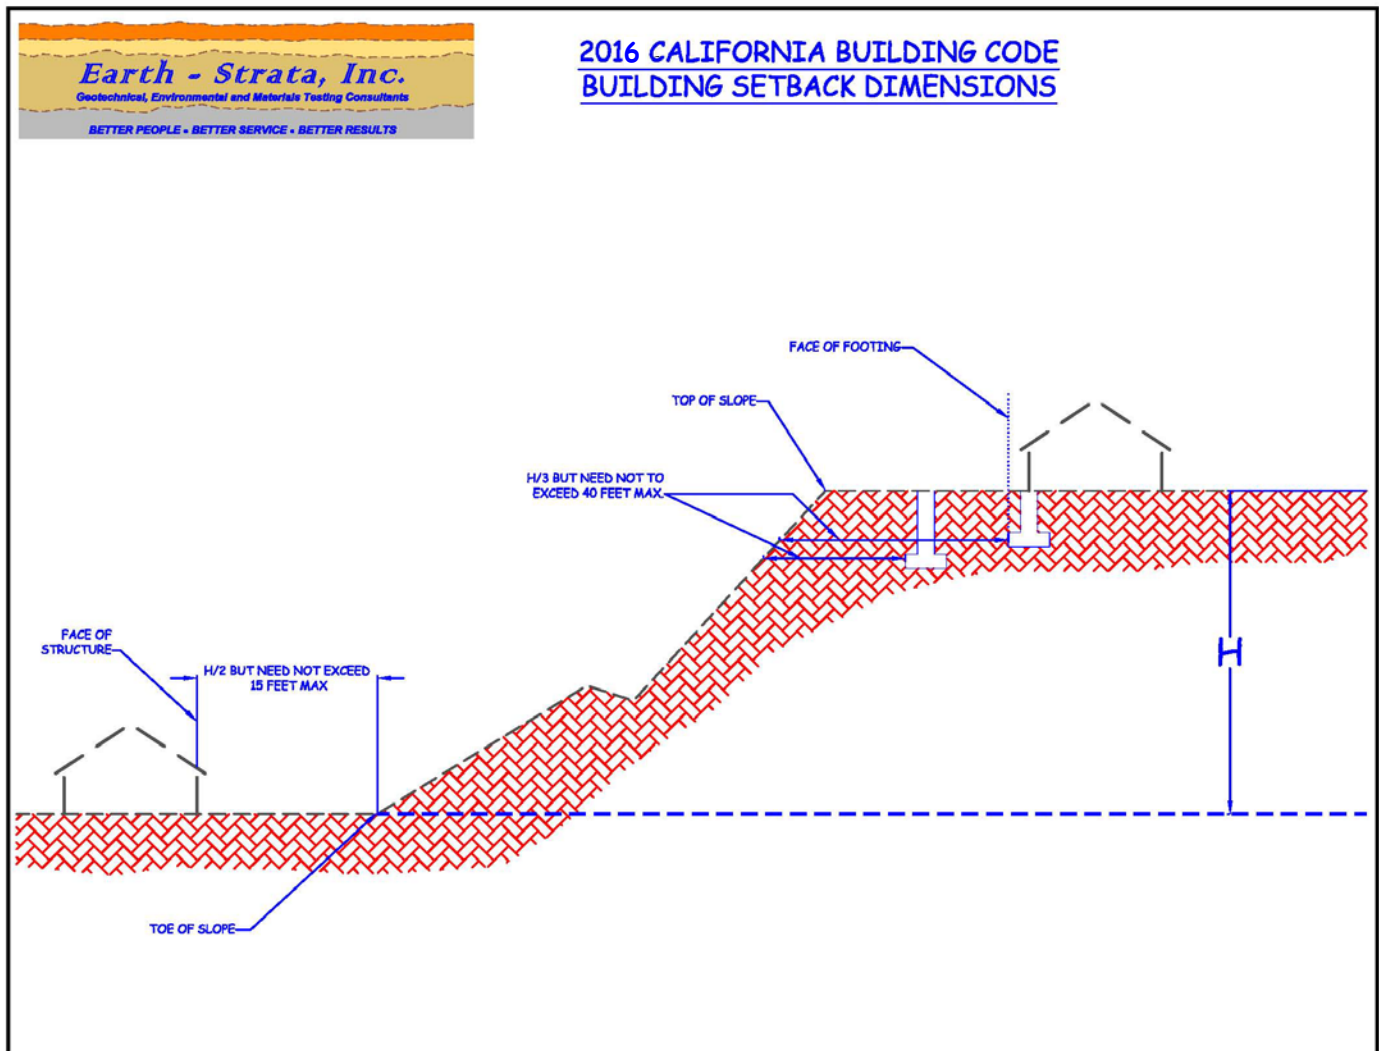 Earth - Strata, Inc.
Geotechnical, Environmental and Materials Testing Consultants
BETTER PEOPLE - BETTER SERVICE - BETTER RESULTS
2016 CALIFORNIA BUILDING CODE
BUILDING SETBACK DIMENSIONS
FACE OF FOOTING
TOP OF SLOPE
H/3 BUT NEED NOT TO
EXCEED 40 FEET MAX.
FACE OF
STRUCTURE
H/2 BUT NEED NOT EXCEED
15 FEET MAX
H
TOE OF SLOPE